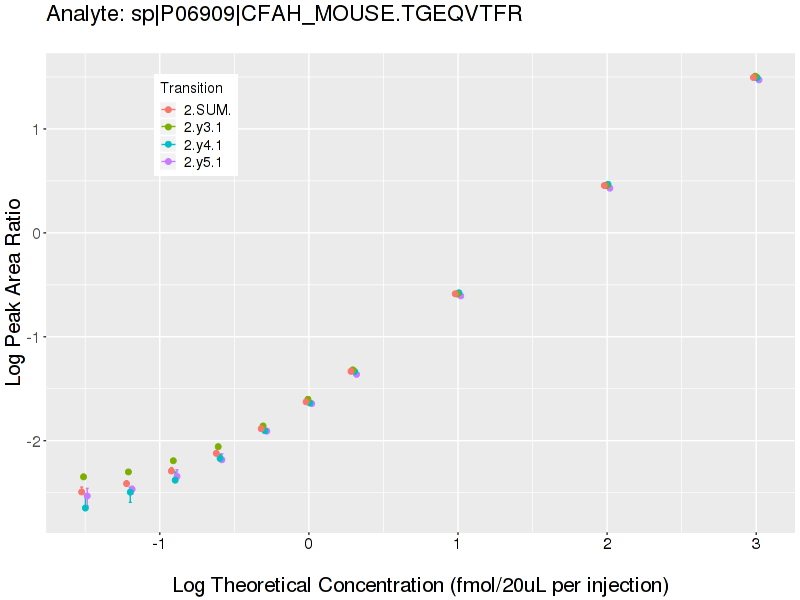 Analyte: sp|P06909|CFAH_MOUSE.TGEQVTFR
Transition
2.SUM.
2.y3.1
2.y4.1
2.y5.1
Log Peak Area Ratio
1
0
-1
-2
-1
0
1
2
3
Log Theoretical Concentration (fmol/20uL per injection)